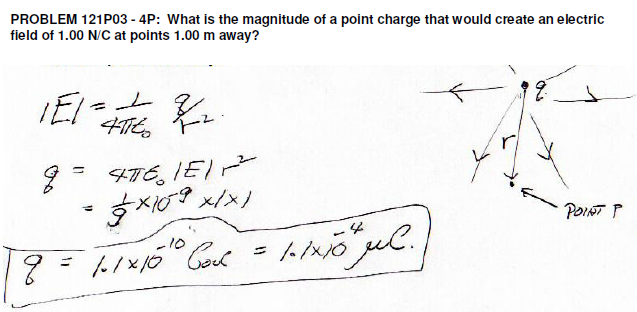 PROBLEM 121P03 - 4P: What is the magnitude of a point charge that would create an electric
field of 1.00 N/C at points 1.00 m away?
|E| = 1/4πε₀ q/r².
q
r
q = 4πε₀ |E| r²
= 1/9 × 10⁻⁹ × 1 × 1
POINT P
q = 1.1 × 10⁻¹⁰ Coul = 1.1 × 10⁻⁴ μC.